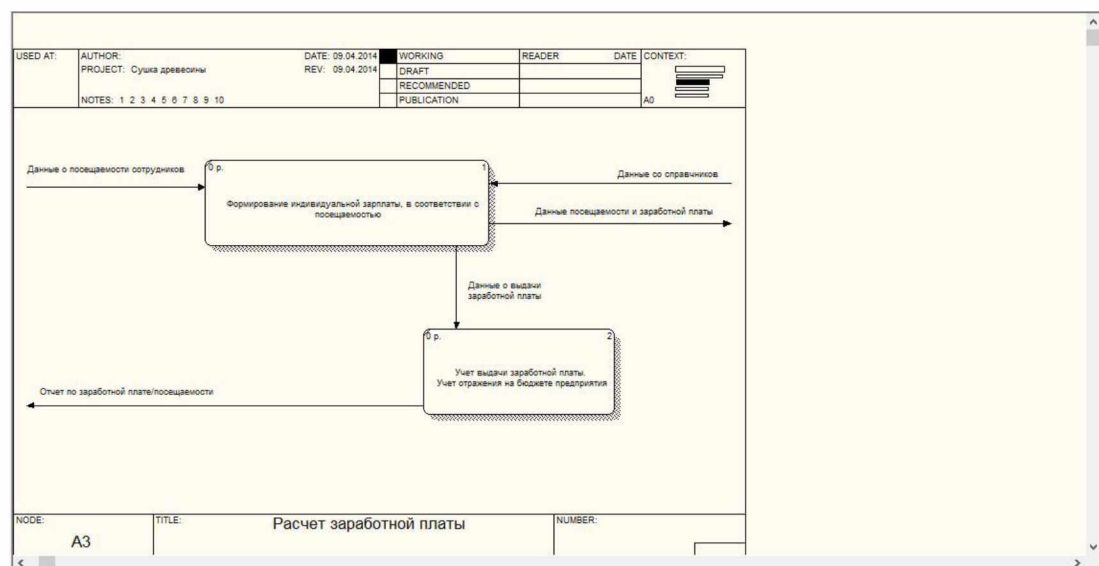 USED AT: AUTHOR: DATE: 09.04.2014 WORKING READER DATE CONTEXT:
PROJECT: Сушка древесины REV: 09.04.2014 DRAFT
RECOMMENDED
NOTES: 1 2 3 4 5 6 7 8 9 10 PUBLICATION A0
Данные о посещаемости сотрудников
0 р. 1
Формирование индивидуальной зарплаты, в соответствии с
посещаемостью
Данные со справчников
Данные посещаемости и заработной платы
Данные о выдачи
заработной платы
0 р. 2
Учет выдачи заработной платы.
Учет отражения на бюджете предприятия
Отчет по заработной плате/посещаемости
NODE: TITLE: NUMBER:
A3 Расчет заработной платы